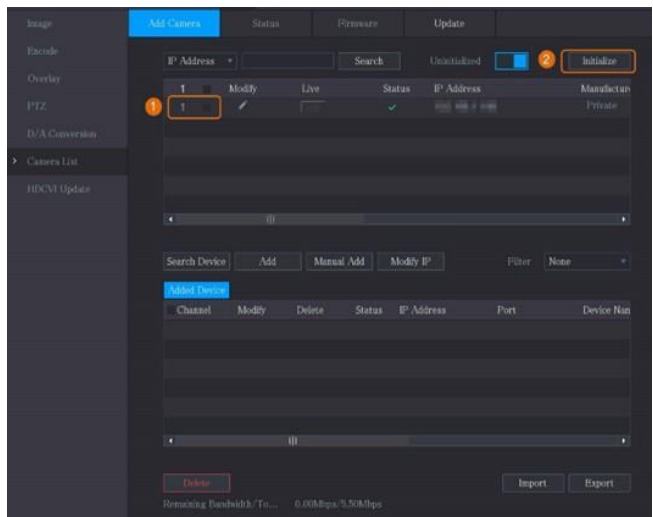 Image
Add Camera Status Firmware Update
Encode
IP Address Search Uninitialized 2 Initialize
Overlay
1 Modify Live Status IP Address Manufactur
PTZ
1 1 Private
D/A Conversion
Camera List
HDCVI Update
Search Device Add Manual Add Modify IP Filter None
Added Device
Channel Modify Delete Status IP Address Port Device Nam
Delete Import Export
Remaining Bandwidth/To... 0.00Mbps/5.50Mbps